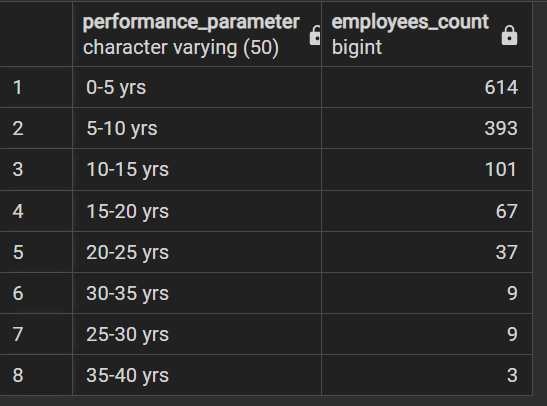 performance_parameter employees_count
character varying (50) bigint
1 0-5 yrs 614
2 5-10 yrs 393
3 10-15 yrs 101
4 15-20 yrs 67
5 20-25 yrs 37
6 30-35 yrs 9
7 25-30 yrs 9
8 35-40 yrs 3